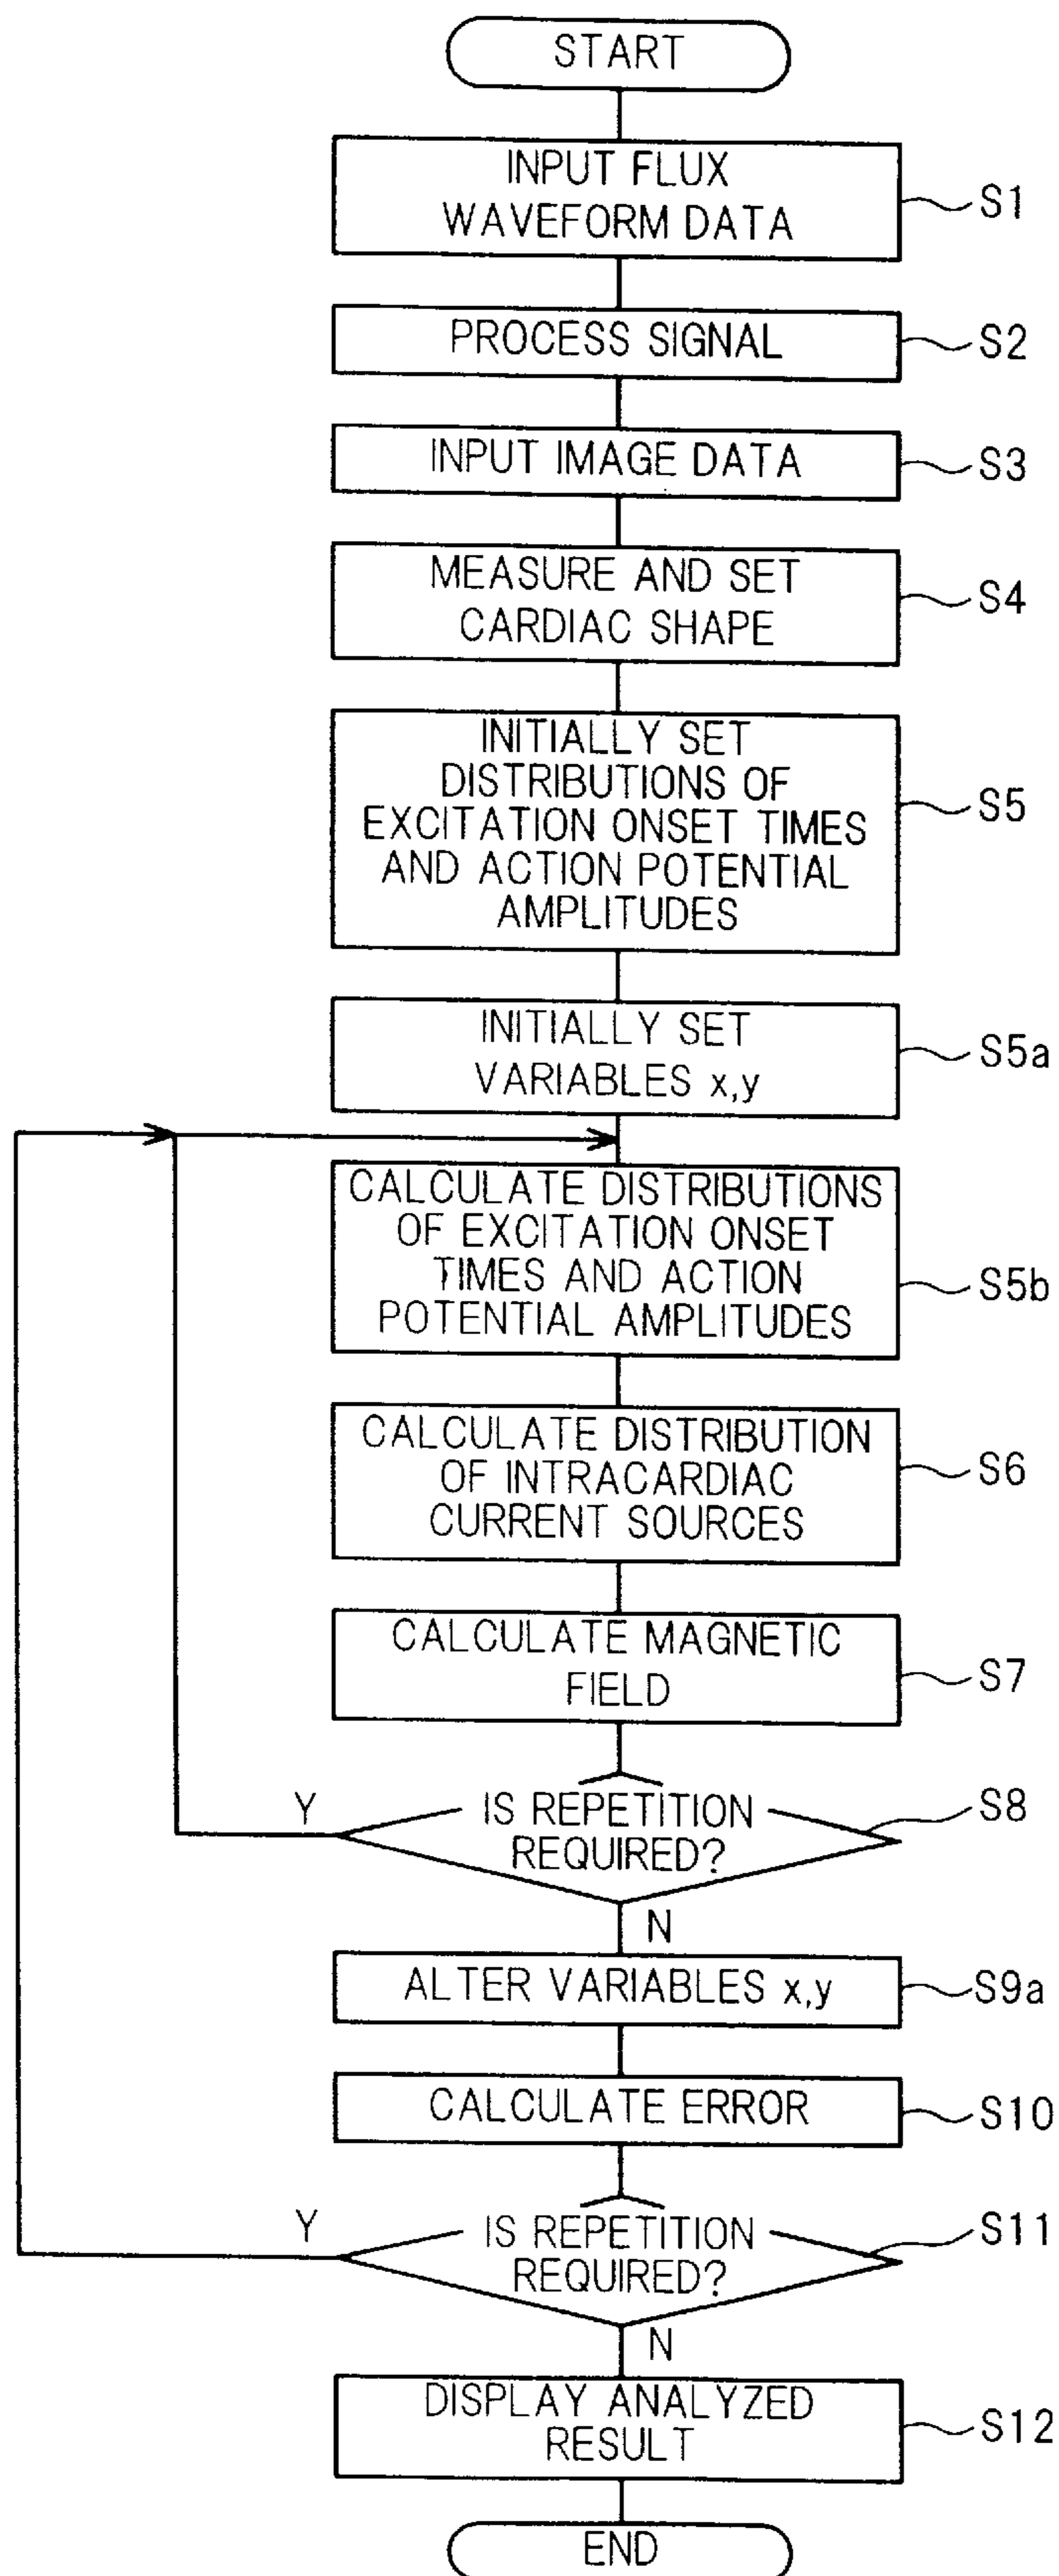 START
INPUT FLUX
WAVEFORM DATA
S1
PROCESS SIGNAL
S2
INPUT IMAGE DATA
S3
MEASURE AND SET
CARDIAC SHAPE
S4
INITIALLY SET
DISTRIBUTIONS OF
EXCITATION ONSET TIMES
AND ACTION POTENTIAL
AMPLITUDES
S5
INITIALLY SET
VARIABLES x,y
S5a
CALCULATE DISTRIBUTIONS
OF EXCITATION ONSET
TIMES AND ACTION
POTENTIAL AMPLITUDES
S5b
CALCULATE DISTRIBUTION
OF INTRACARDIAC
CURRENT SOURCES
S6
CALCULATE MAGNETIC
FIELD
S7
Y
IS REPETITION
REQUIRED?
S8
N
ALTER VARIABLES x,y
S9a
CALCULATE ERROR
S10
Y
IS REPETITION
REQUIRED?
S11
N
DISPLAY ANALYZED
RESULT
S12
END